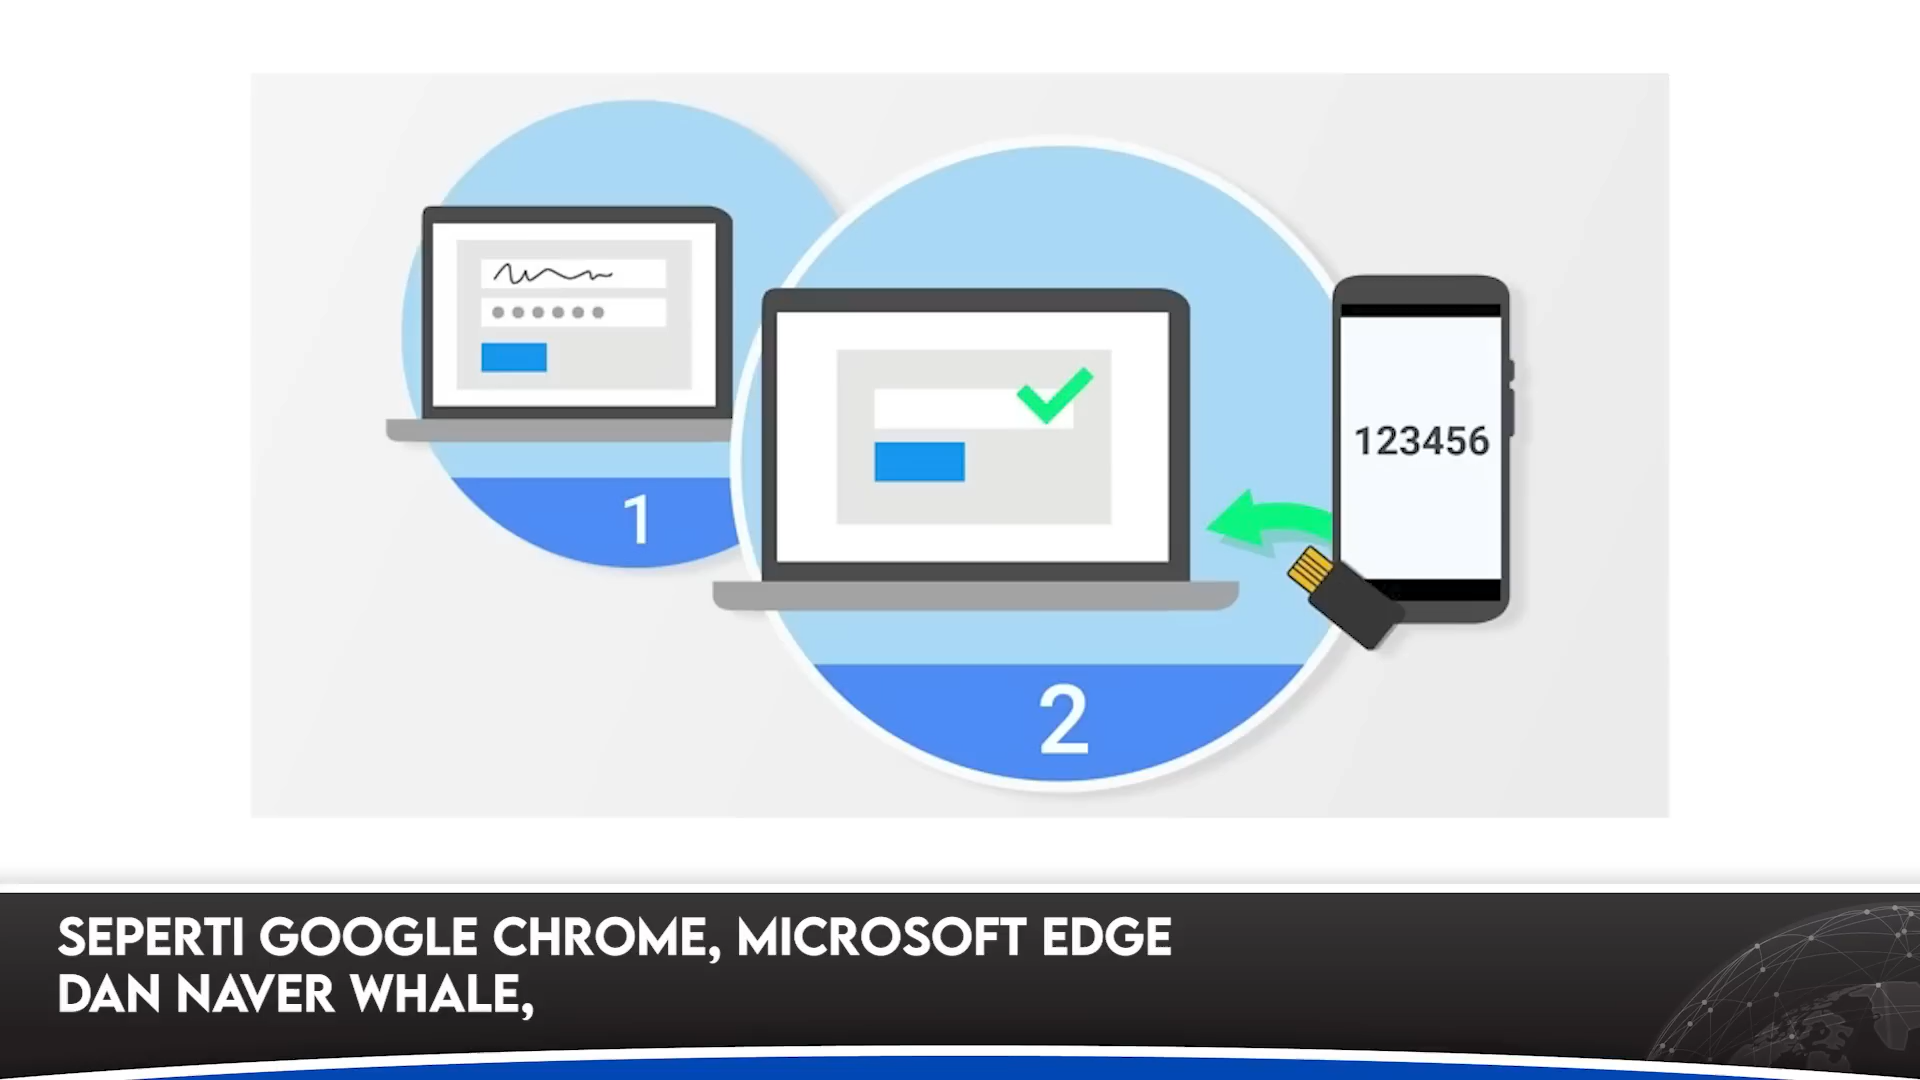 1
2
123456
SEPERTI GOOGLE CHROME, MICROSOFT EDGE
DAN NAVER WHALE,